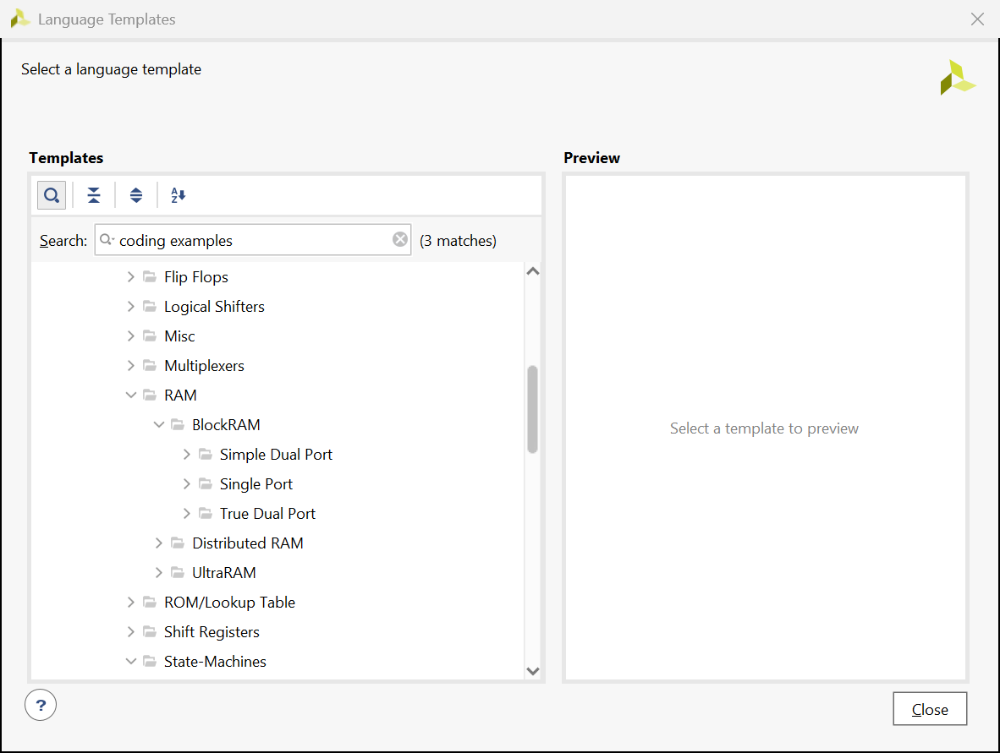 Language Templates
Select a language template
Templates
Preview
A
Z
Search:
coding examples
(3 matches)
Flip Flops
Logical Shifters
Misc
Multiplexers
RAM
BlockRAM
Simple Dual Port
Single Port
True Dual Port
Distributed RAM
UltraRAM
ROM/Lookup Table
Shift Registers
State-Machines
Select a template to preview
?
Close